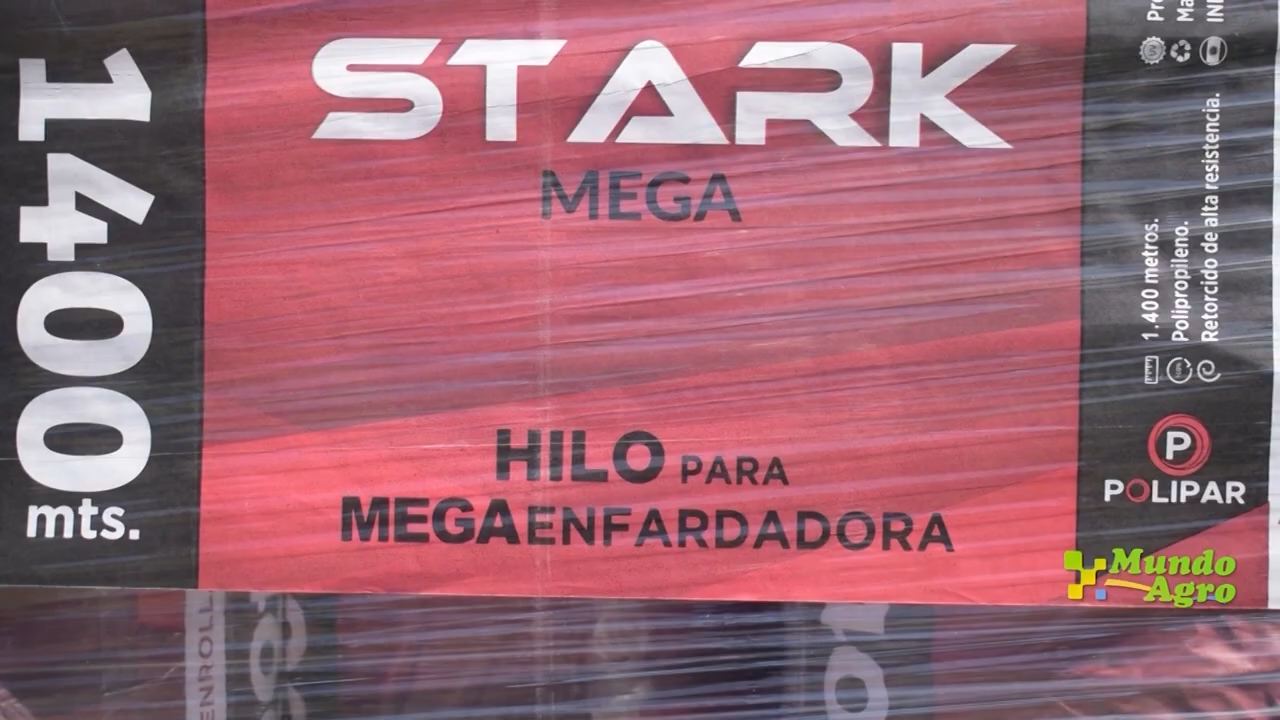 1400
mts.
STARK
MEGA
HILO PARA
MEGAENFARDADORA
1.400 metros.
Polipropileno.
Retorcido de alta resistencia.
P
POLIPAR
Mundo
Agro